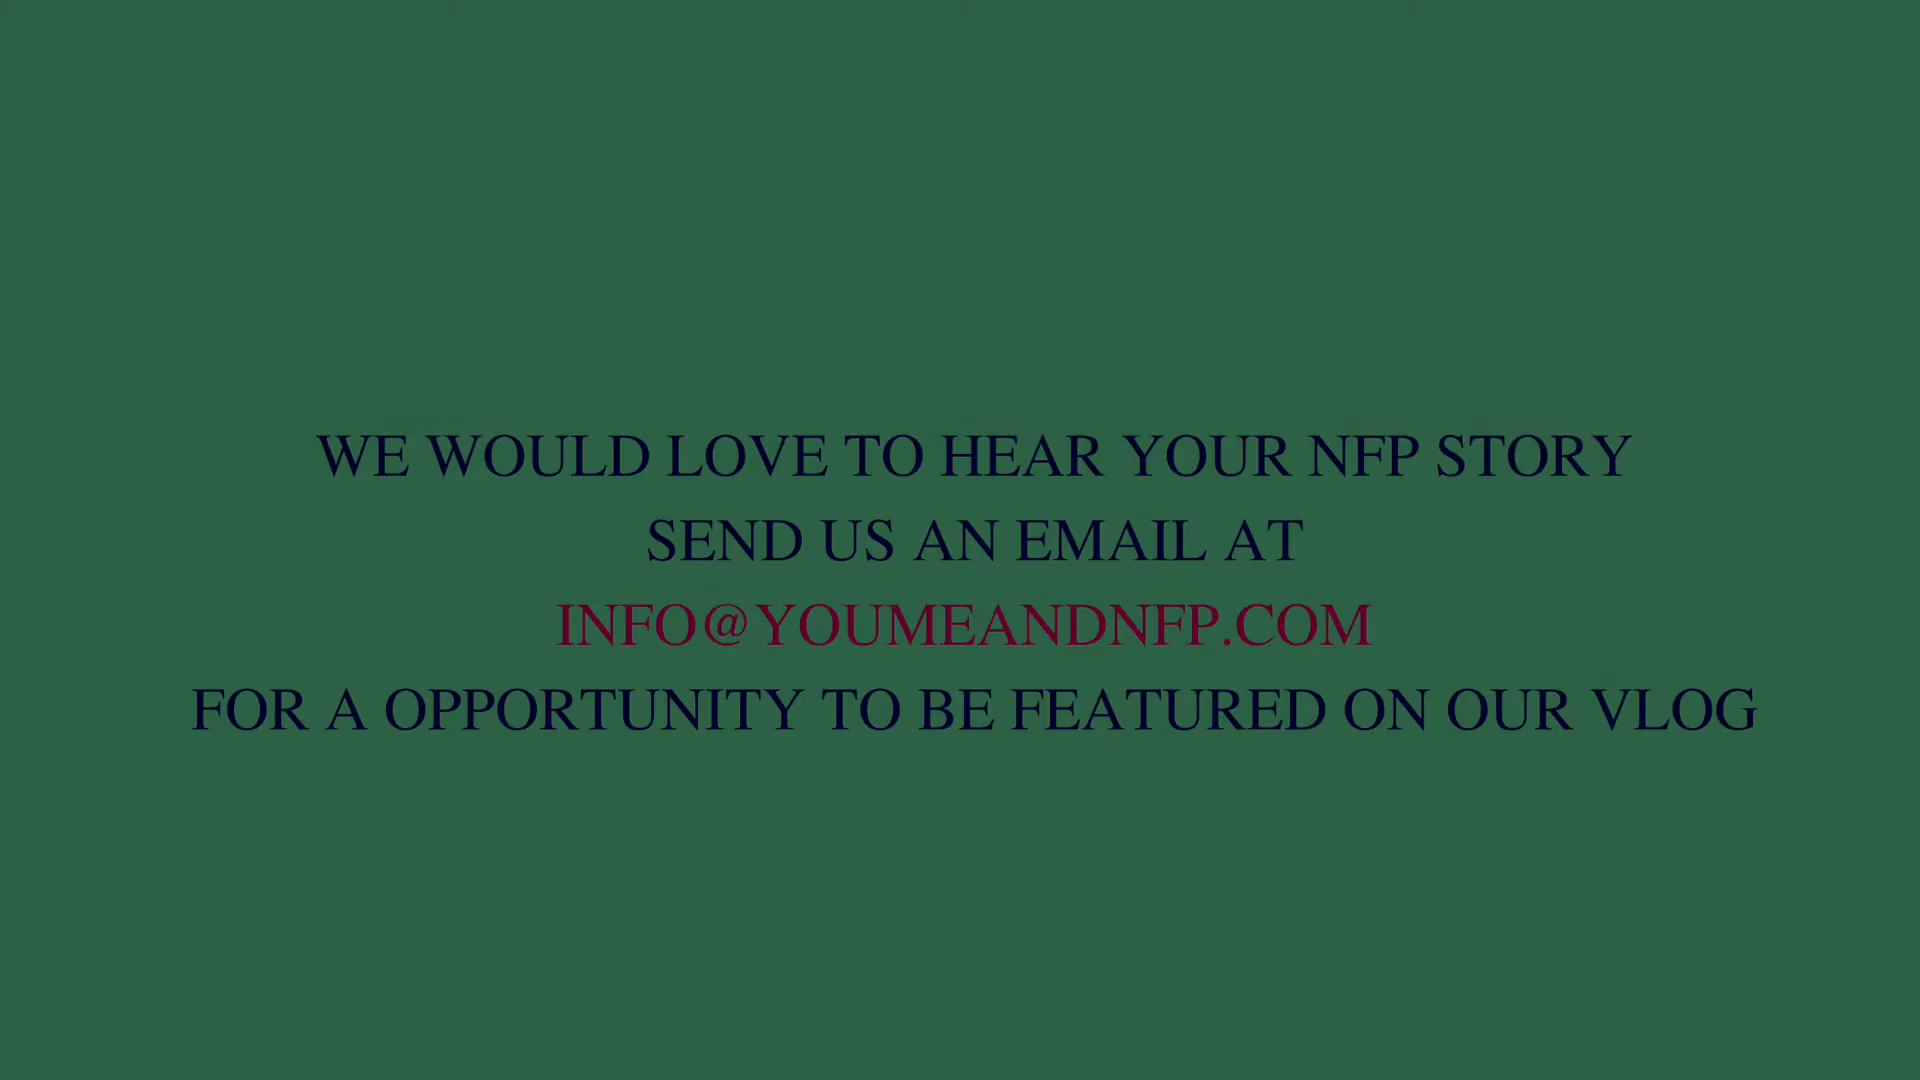 WE WOULD LOVE TO HEAR YOUR NFP STORY
SEND US AN EMAIL AT
INFO@YOUMEANDNFP.COM
FOR A OPPORTUNITY TO BE FEATURED ON OUR VLOG